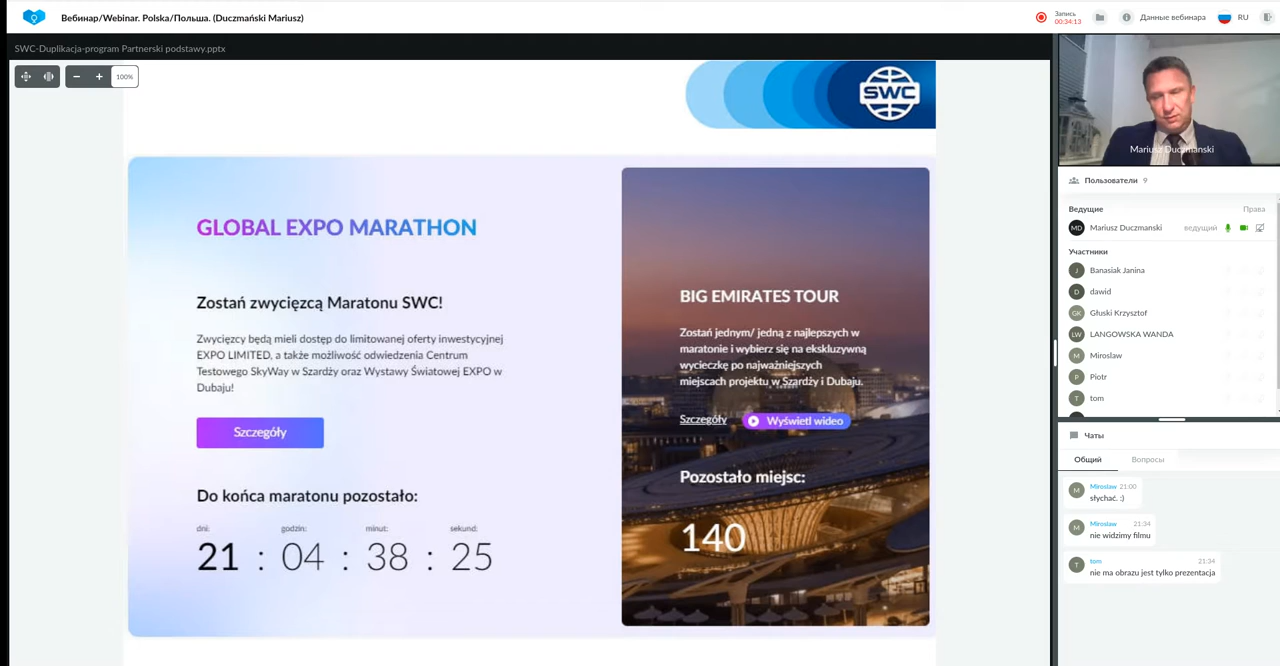 Вебинар/Webinar. Polska/Польша. (Duczmański Mariusz)
Запись
00:34:13
Данные вебинара
RU
SWC-Duplikacja-program Partnerski podstawy.pptx
100%
SWC
GLOBAL EXPO MARATHON
Zostań zwycięzcą Maratonu SWC!
Zwycięzcy będą mieli dostęp do limitowanej oferty inwestycyjnej
EXPO LIMITED, a także możliwość odwiedzenia Centrum
Testowego SkyWay w Szardży oraz Wystawy Światowej EXPO w
Dubaju!
Szczegóły
Do końca maratonu pozostało:
dni: godzin: minut: sekund:
21 : 04 : 38 : 25
BIG EMIRATES TOUR
Zostań jednym/ jedną z najlepszych w
maratonie i wybierz się na ekskluzywną
wycieczkę po najważniejszych
miejscach projektu w Szardży i Dubaju.
Szczegóły Wyświetl wideo
Pozostało miejsc:
140
Mariusz Duczmanski
Пользователи 9
Ведущие Права
MD Mariusz Duczmanski ведущий
Участники
J Banasiak Janina
D dawid
GK Głuski Krzysztof
LW LANGOWSKA WANDA
M Miroslaw
P Piotr
T tom
Чаты
Общий Вопросы
M Miroslaw 21:00
słychać. :)
M Miroslaw 21:34
nie widzimy filmu
T tom 21:34
nie ma obrazu jest tylko prezentacja